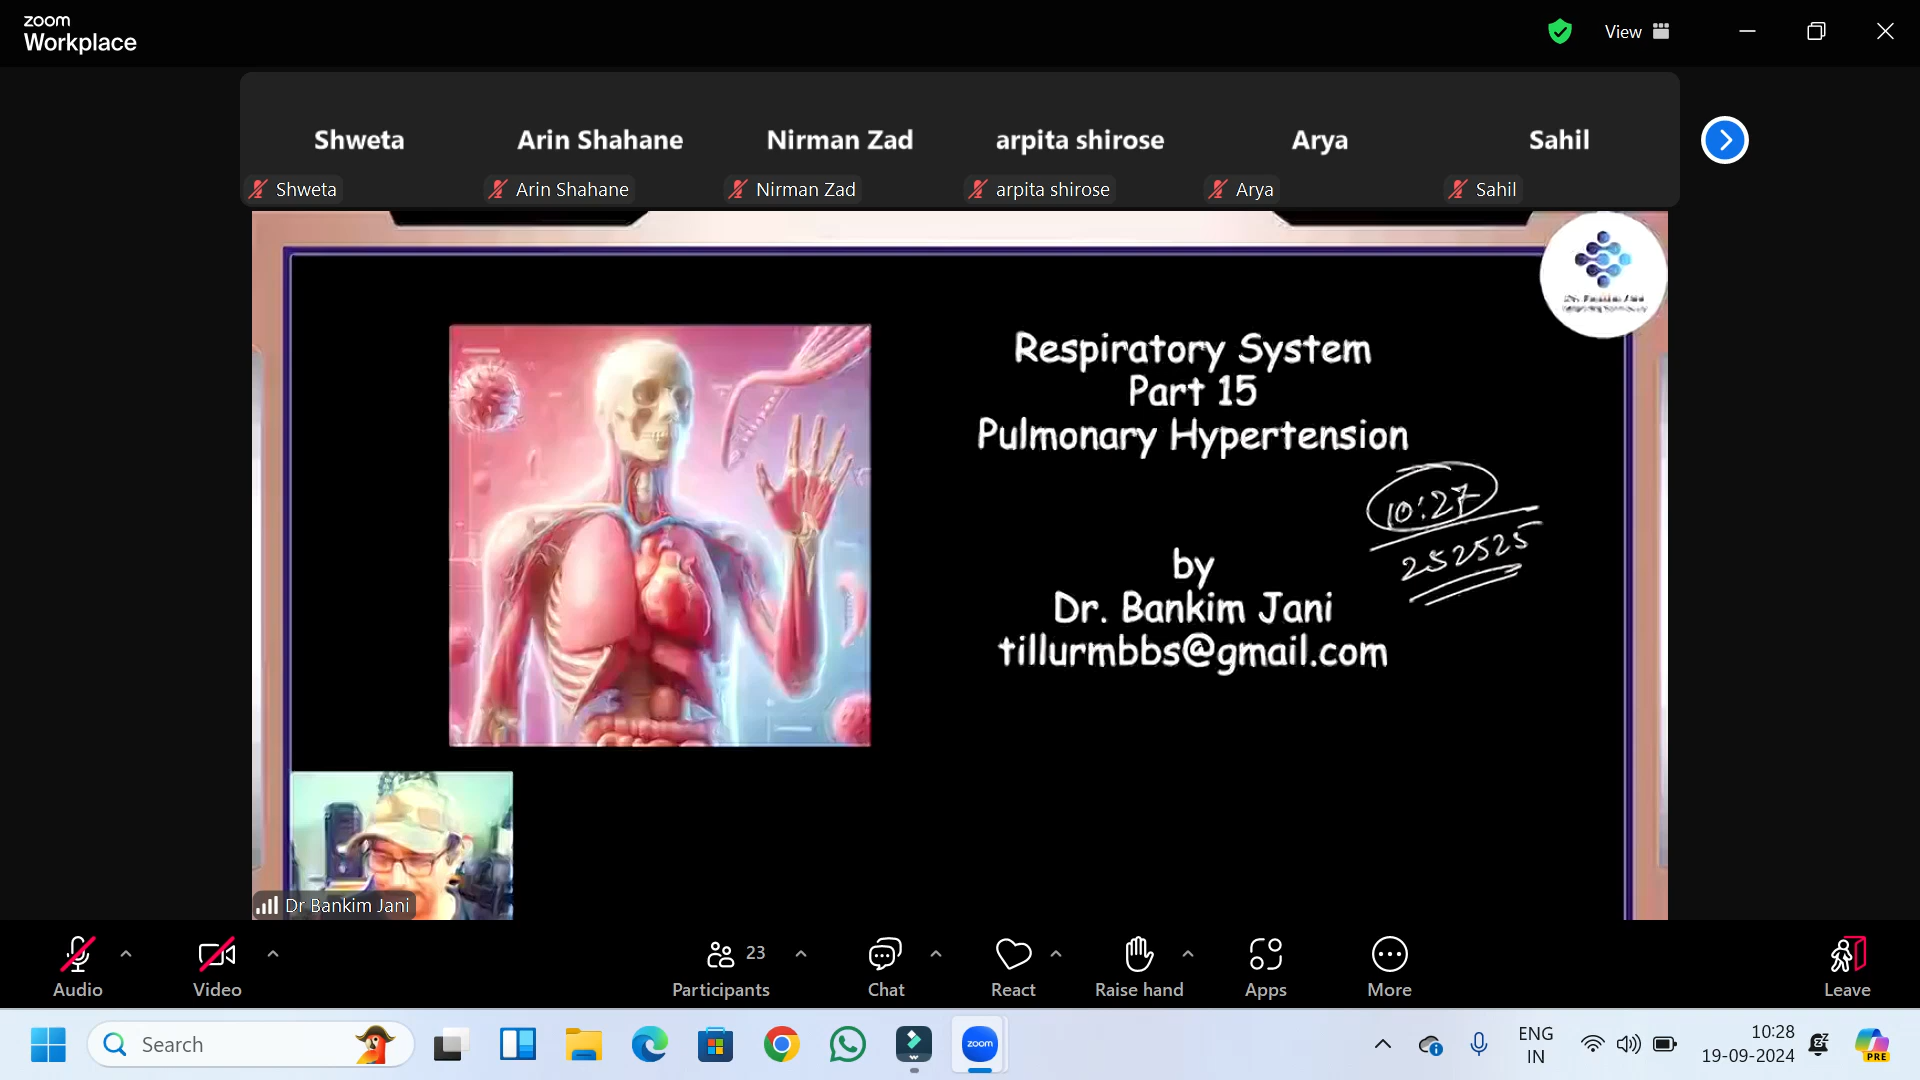 zoom
Workplace
View
Shweta
Arin Shahane
Nirman Zad
arpita shirose
Arya
Sahil
Shweta
Arin Shahane
Nirman Zad
arpita shirose
Arya
Sahil
Respiratory System
Part 15
Pulmonary Hypertension
10:27
252525
by
Dr. Bankim Jani
tillurmbbs@gmail.com
Dr Bankim Jani
Audio
Video
23
Participants
Chat
React
Raise hand
Apps
More
Leave
Search
zoom
ENG
IN
10:28
19-09-2024
PRE